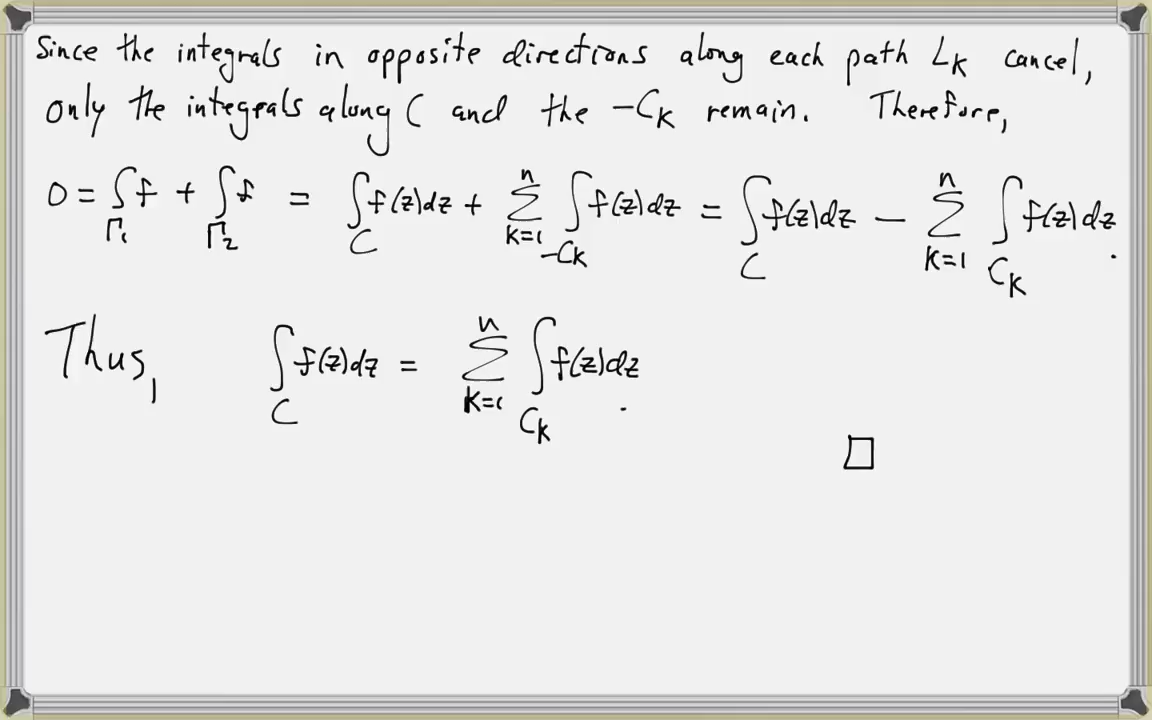 Since the integrals in opposite directions along each path L_K cancel,
only the integrals along C and the -C_K remain. Therefore,
0 = ∫_{Γ_1} f + ∫_{Γ_2} f = ∫_C f(z)dz + ∑_{k=1}^{n} ∫_{-C_K} f(z)dz = ∫_C f(z)dz - ∑_{k=1}^{n} ∫_{C_K} f(z)dz.
Thus, ∫_C f(z)dz = ∑_{k=1}^{n} ∫_{C_K} f(z)dz.
□